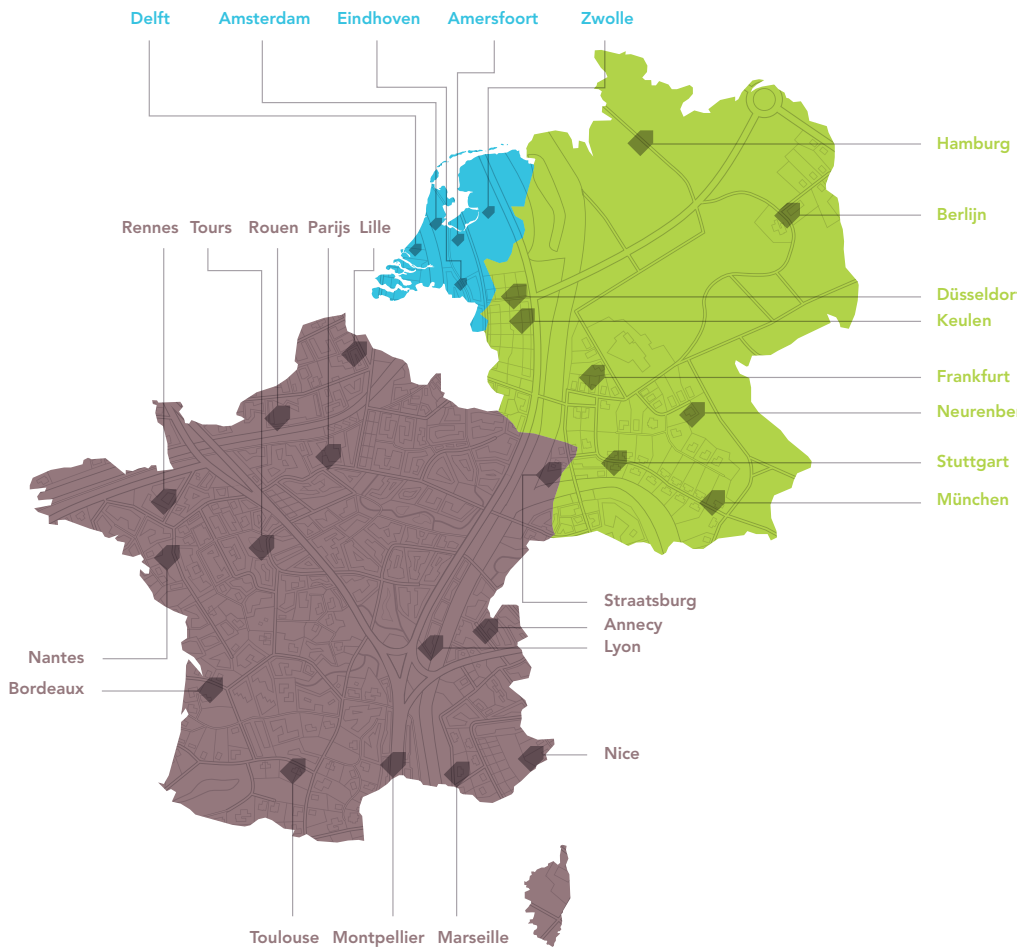 Delft Amsterdam Eindhoven Amersfoort Zwolle
Hamburg
Berlijn
Rennes Tours Rouen Parijs Lille
Düsseldor
Keulen
Frankfurt
Neurenbe
Stuttgart
München
Straatsburg
Annecy
Lyon
Nantes
Bordeaux
Nice
Toulouse Montpellier Marseille